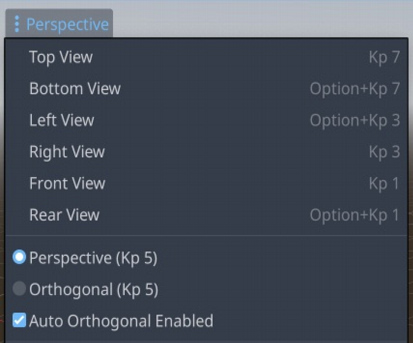 Perspective
Top View Kp 7
Bottom View Option+Kp 7
Left View Option+Kp 3
Right View Kp 3
Front View Kp 1
Rear View Option+Kp 1
Perspective (Kp 5)
Orthogonal (Kp 5)
Auto Orthogonal Enabled